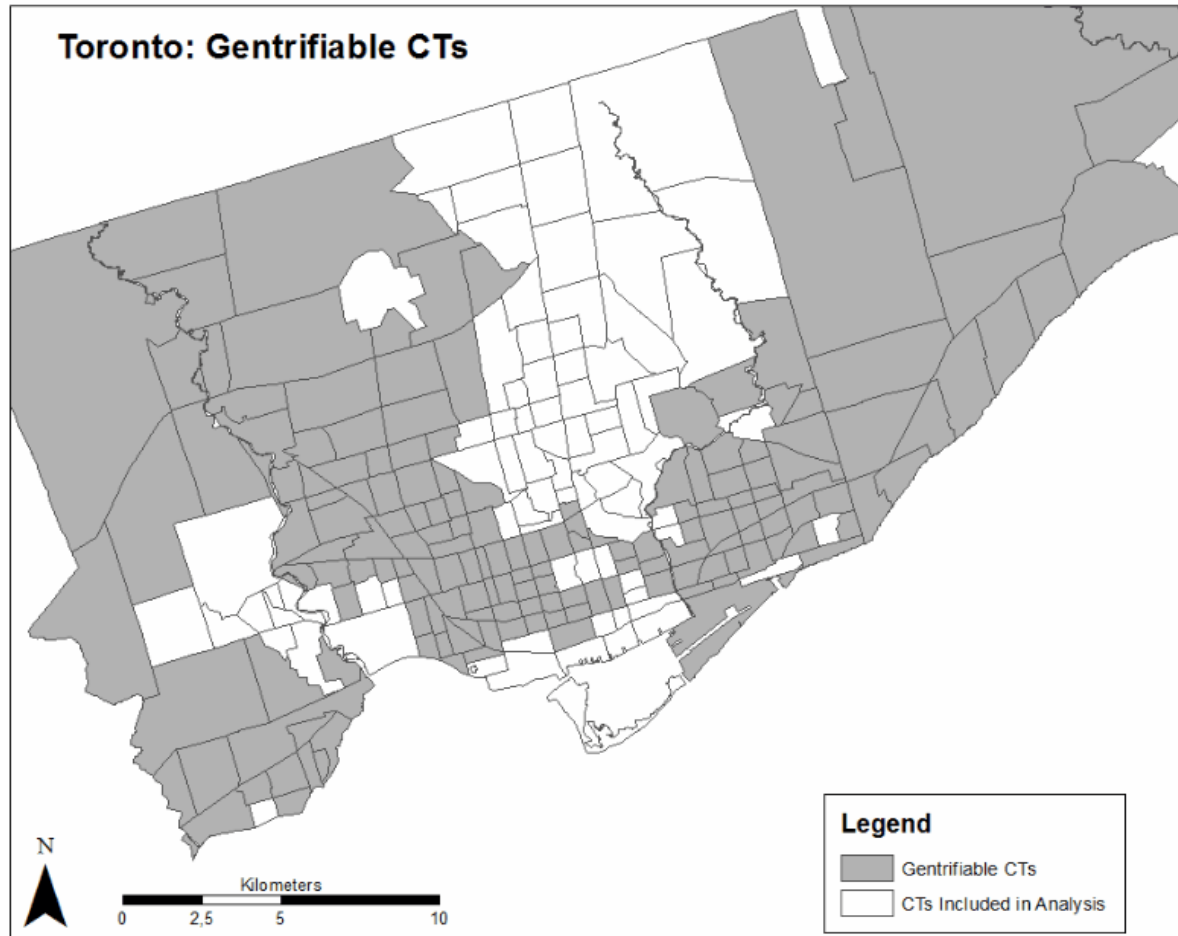 Toronto: Gentrifiable CTs
N
Kilometers
0 2,5 5 10
Legend
Gentrifiable CTs
CTs Included in Analysis